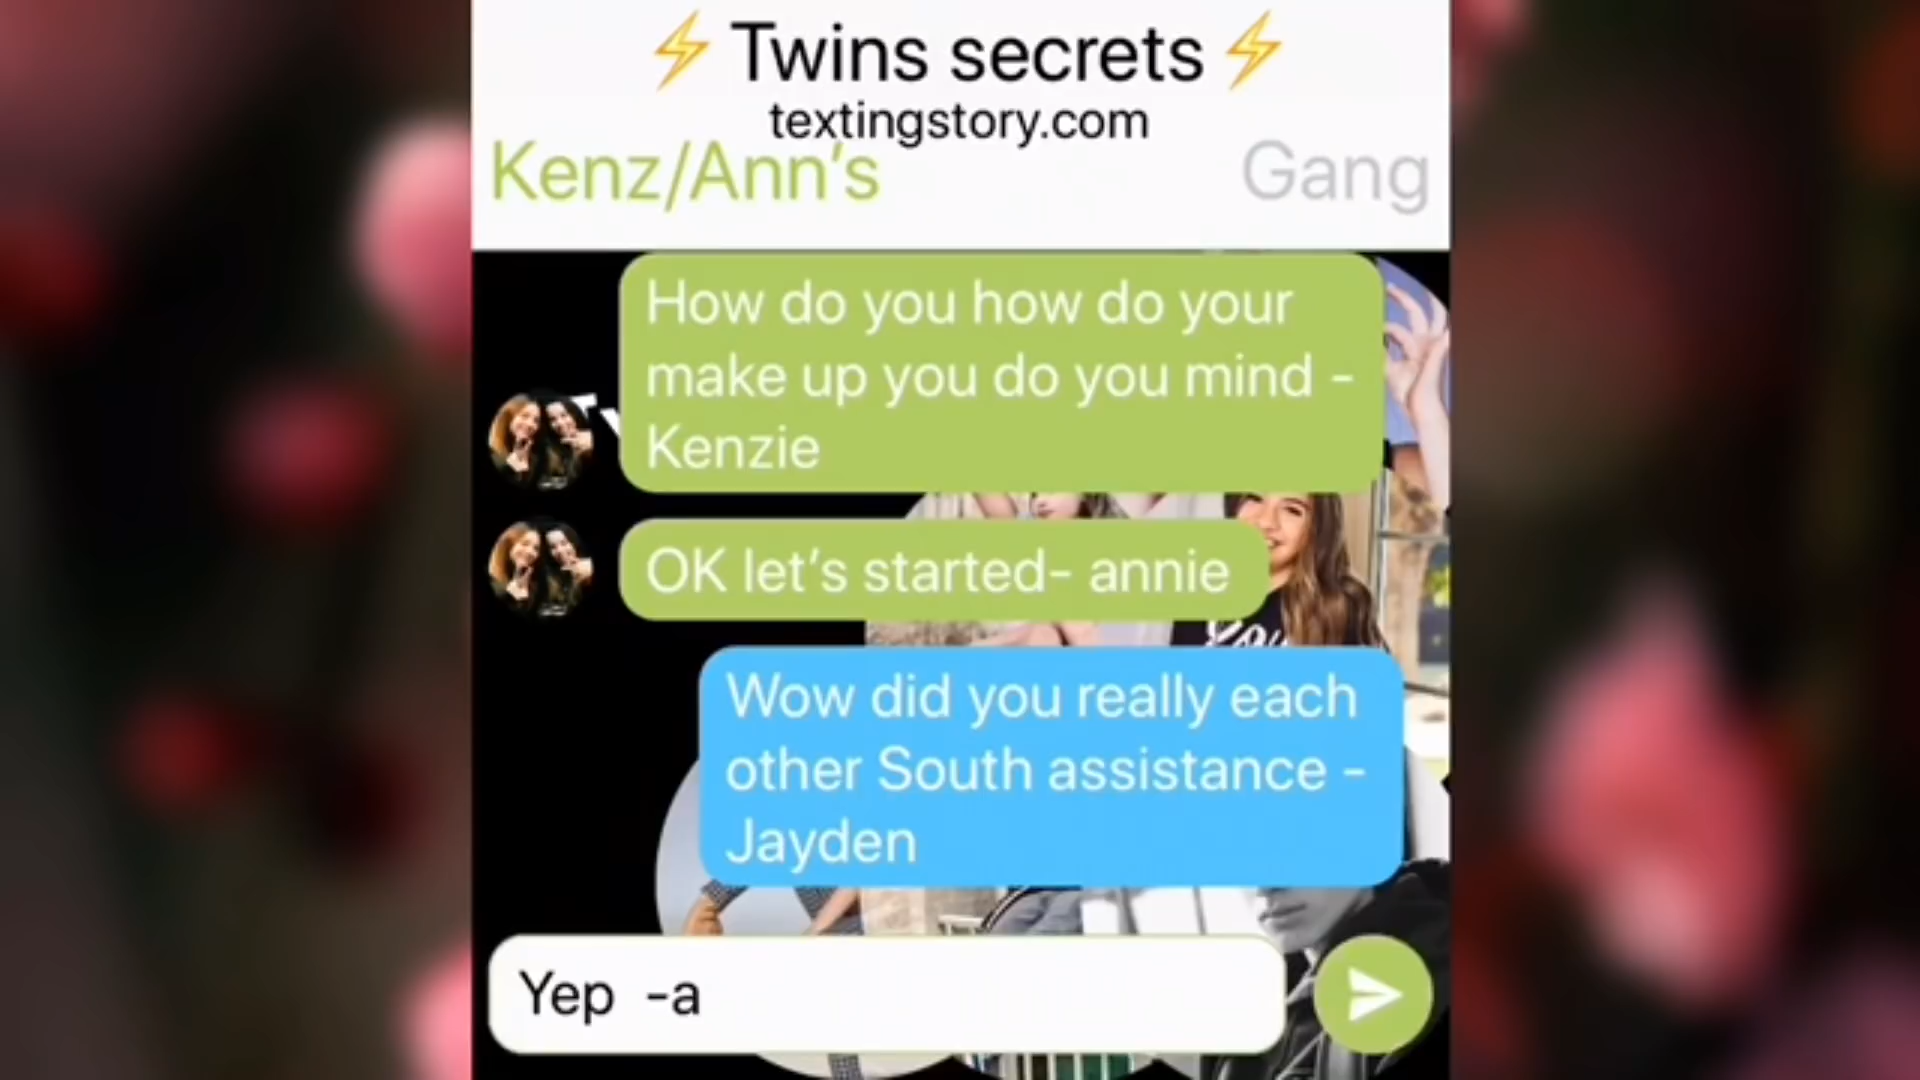 ⚡ Twins secrets ⚡
textingstory.com
Kenz/Ann's
Gang
How do you how do your
make up you do you mind -
Kenzie
OK let's started- annie
Wow did you really each
other South assistance -
Jayden
Yep  -a